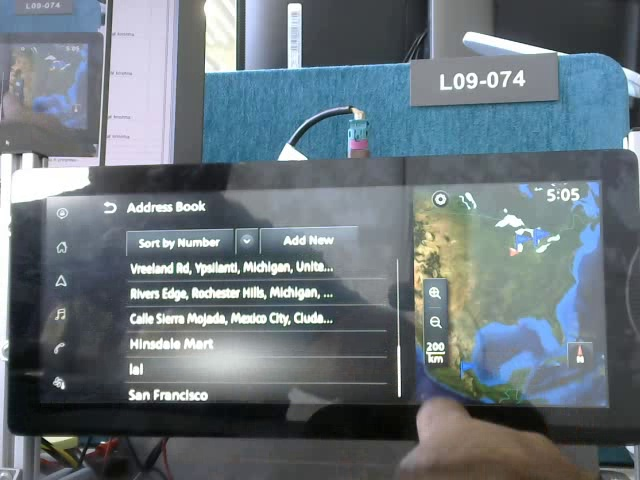 L09-074
Address Book
5:05
Sort by Number
Add New
Vreeland Rd, Ypsilanti, Michigan, Unite...
Rivers Edge, Rochester Hills, Michigan, ...
Calle Sierra Mojada, Mexico City, Ciuda...
Hinsdale Mart
lal
San Francisco
200
km